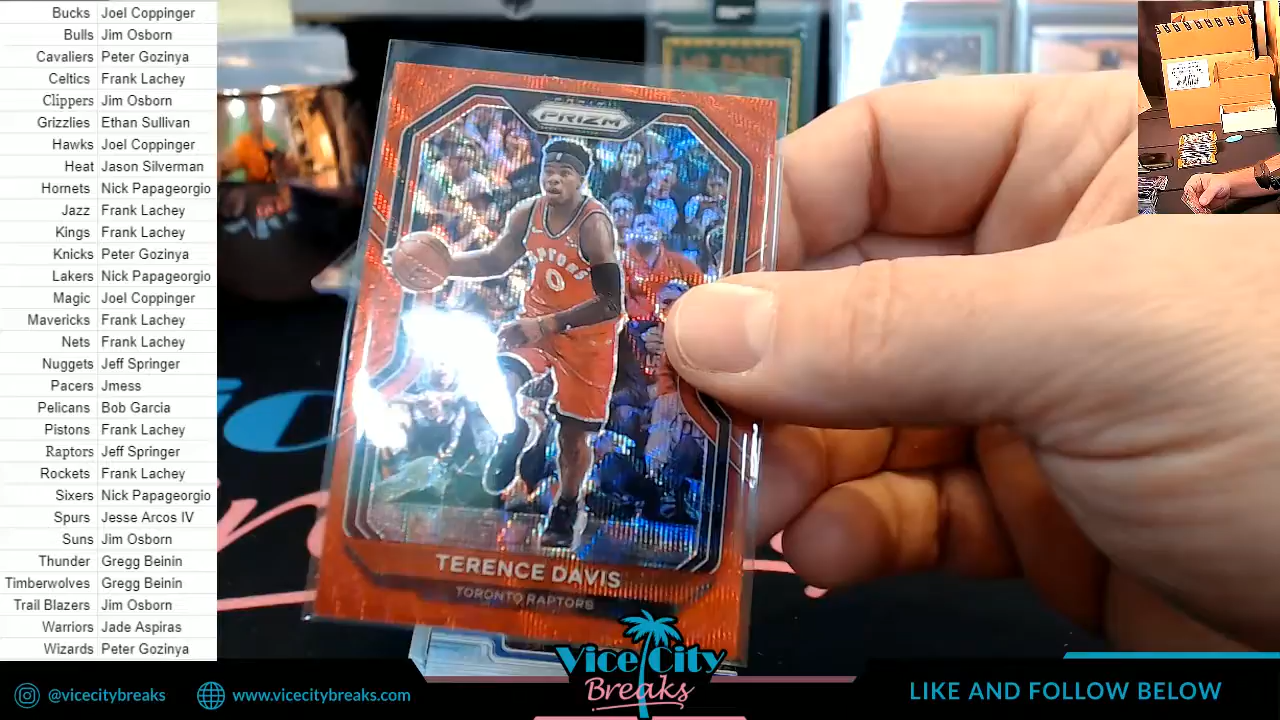 Bucks Joel Coppinger
Bulls Jim Osborn
Cavaliers Peter Gozinya
Celtics Frank Lachey
Clippers Jim Osborn
Grizzlies Ethan Sullivan
Hawks Joel Coppinger
Heat Jason Silverman
Hornets Nick Papageorgio
Jazz Frank Lachey
Kings Frank Lachey
Knicks Peter Gozinya
Lakers Nick Papageorgio
Magic Joel Coppinger
Mavericks Frank Lachey
Nets Frank Lachey
Nuggets Jeff Springer
Pacers Jmess
Pelicans Bob Garcia
Pistons Frank Lachey
Raptors Jeff Springer
Rockets Frank Lachey
Sixers Nick Papageorgio
Spurs Jesse Arcos IV
Suns Jim Osborn
Thunder Gregg Beinin
Timberwolves Gregg Beinin
Trail Blazers Jim Osborn
Warriors Jade Aspiras
Wizards Peter Gozinya
PRIZM
RAPTORS
0
TERENCE DAVIS
TORONTO RAPTORS
Vice City
Breaks
@vicecitybreaks
www.vicecitybreaks.com
LIKE AND FOLLOW BELOW